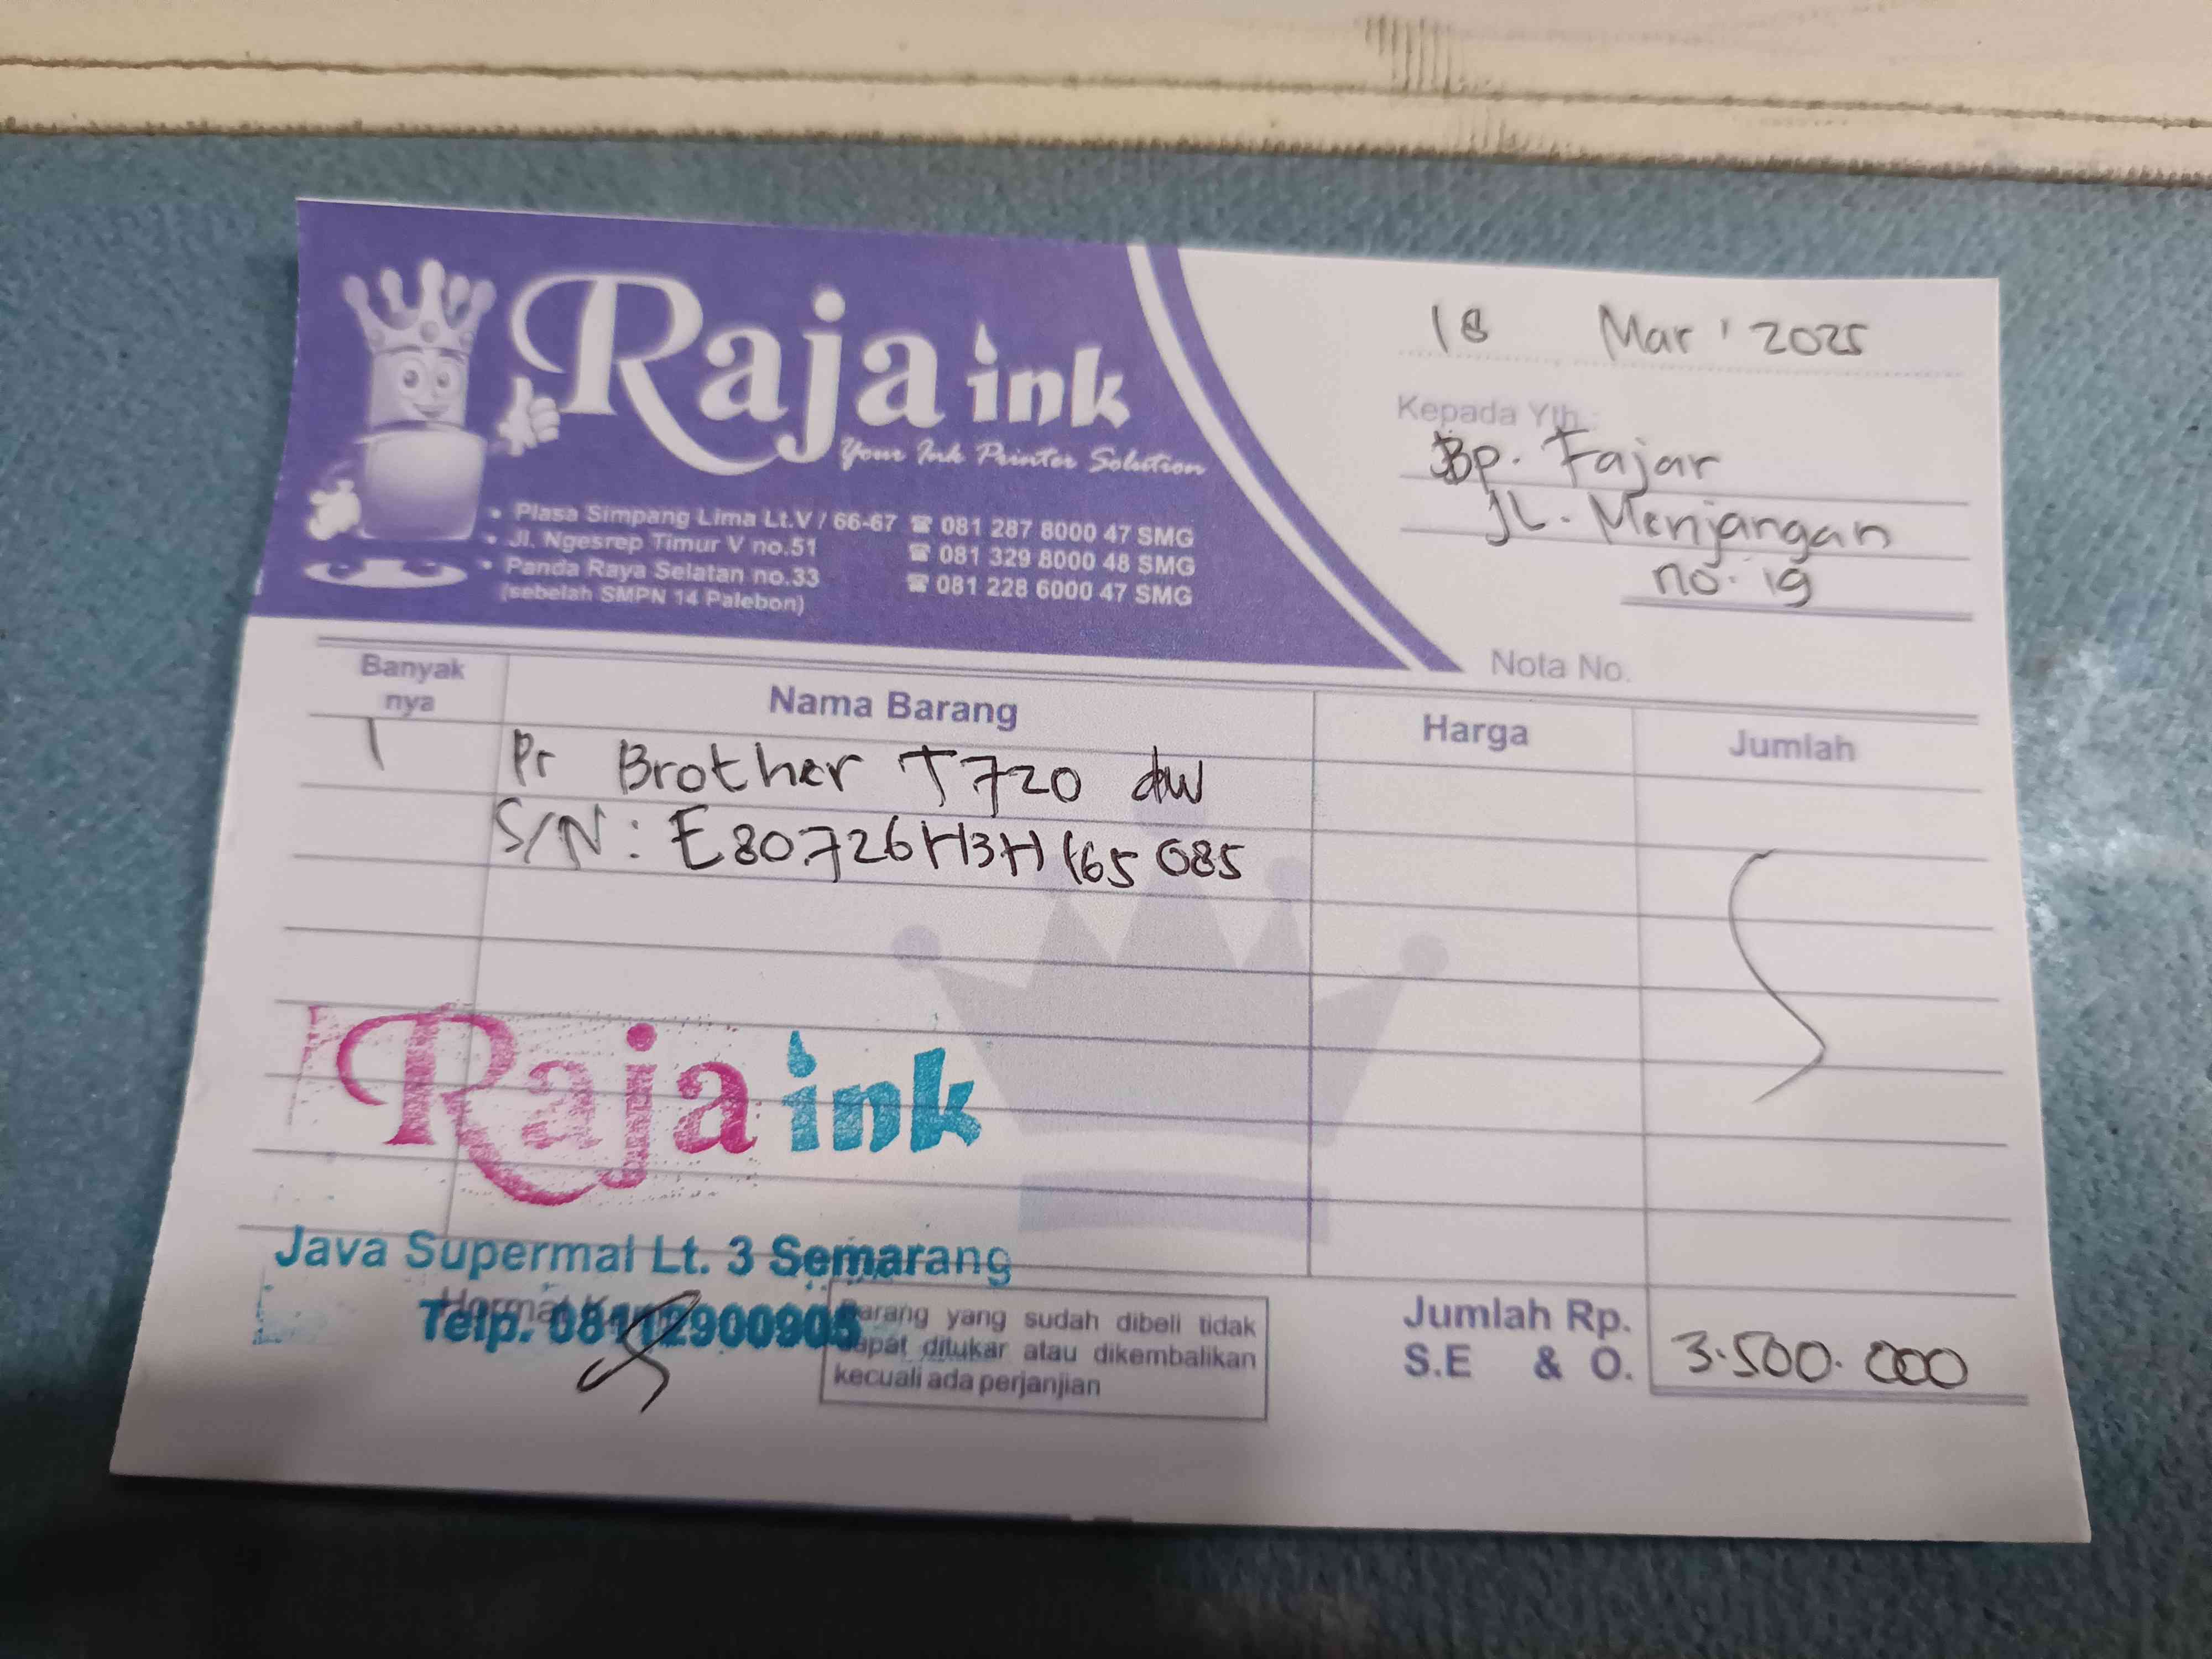 Raja ink
Your Ink Printer Solution
• Plasa Simpang Lima Lt.V / 66-67 ☎ 081 287 8000 47 SMG
• Jl. Ngesrep Timur V no.51 ☎ 081 329 8000 48 SMG
• Panda Raya Selatan no.33 ☎ 081 228 6000 47 SMG
(sebelah SMPN 14 Palebon)
18 Mar ' 2025
Kepada Yth.:
Bp. Fajar
JL. Menjangan
no. 19
Nota No.
Banyak
nya
Nama Barang
Harga
Jumlah
1 Pr Brother T720 dw
S/N : E80726H3H165085
Raja ink
Java Supermal Lt. 3 Semarang
Telp. 08112900905
Hormat
Barang yang sudah dibeli tidak
dapat ditukar atau dikembalikan
kecuali ada perjanjian
Jumlah Rp.
S.E & O.
3.500.000